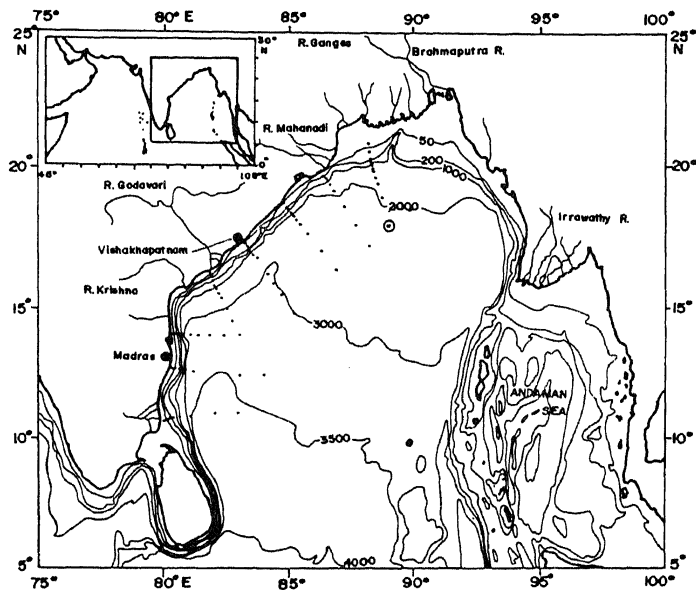 75° 80° E 85° 90° 95° 100°
25° N
25° N
R. Ganges
Brahmaputra R.
30° N
0°
45°
100°E
R. Mahanadi
50
200
1000
20°
20°
R. Godavari
2000
Irrawathy R.
Vishakhapatnam
R. Krishna
15°
15°
3000
Madras
ANDAMAN
SEA
10°
10°
3500
5°
5°
4000
75° 80° E 85° 90° 95° 100°